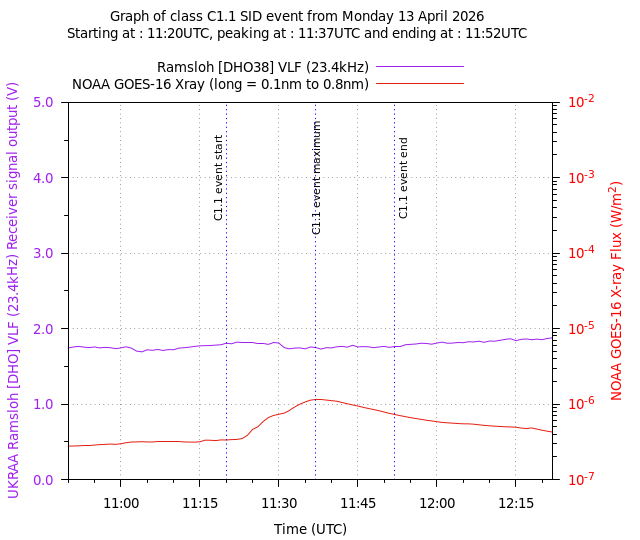 Graph of class C1.1 SID event from Monday 13 April 2026
Starting at : 11:20UTC, peaking at : 11:37UTC and ending at : 11:52UTC
Ramsloh [DHO38] VLF (23.4kHz)
NOAA GOES-16 Xray (long = 0.1nm to 0.8nm)
UKRAA Ramsloh [DHO] VLF (23.4kHz) Receiver signal output (V)
5.0
4.0
3.0
2.0
1.0
0.0
C1.1 event start
C1.1 event maximum
C1.1 event end
10-2
10-3
10-4
10-5
10-6
10-7
NOAA GOES-16 X-ray Flux (W/m2)
11:00 11:15 11:30 11:45 12:00 12:15
Time (UTC)